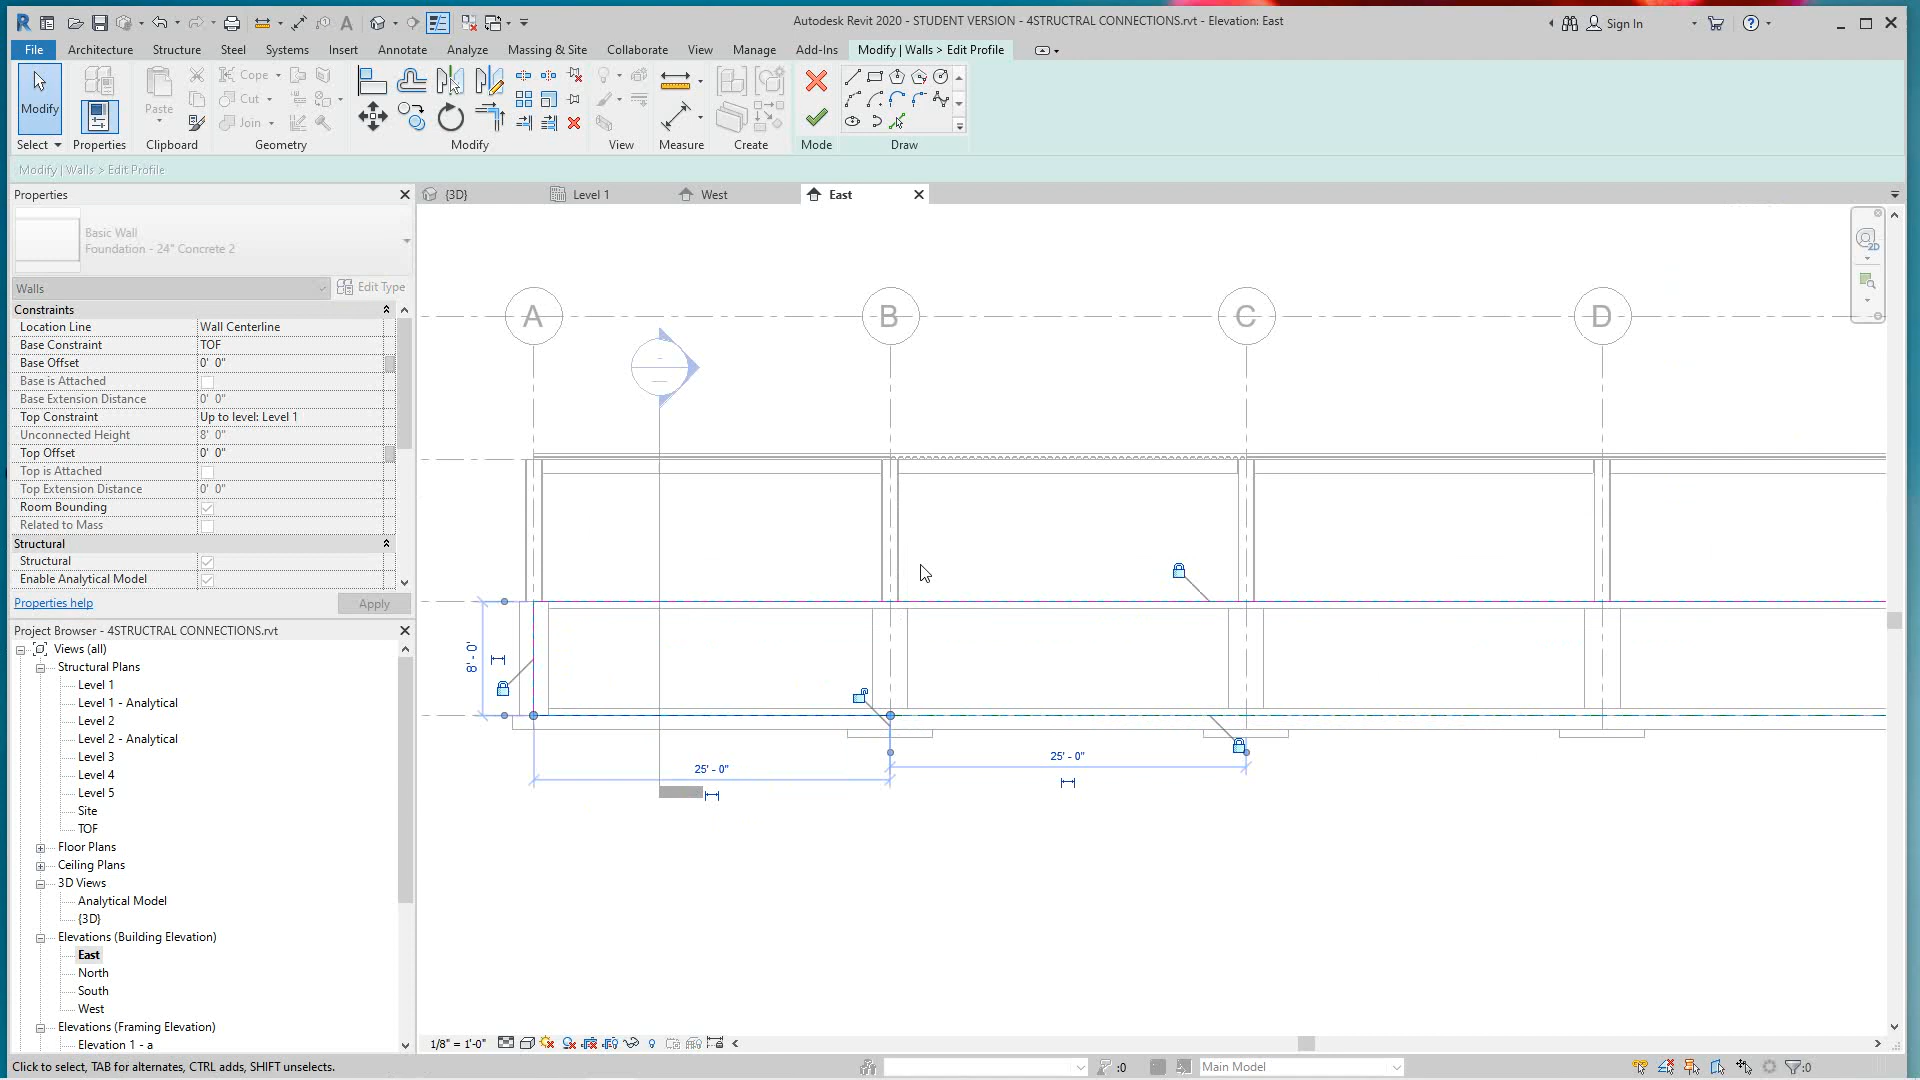 Autodesk Revit 2020 - STUDENT VERSION - 4STRUCTRAL CONNECTIONS.rvt - Elevation: East
Sign In
File Architecture Structure Steel Systems Insert Annotate Analyze Massing & Site Collaborate View Manage Add-Ins Modify | Walls > Edit Profile
Modify
Paste
Cope
Cut
Join
Select Properties Clipboard Geometry Modify View Measure Create Mode Draw
Modify | Walls > Edit Profile
Properties
{3D}
Level 1
West
East
Basic Wall
Foundation - 24" Concrete 2
Walls
Edit Type
Constraints
Location Line Wall Centerline
Base Constraint TOF
Base Offset 0' 0"
Base is Attached
Base Extension Distance 0' 0"
Top Constraint Up to level: Level 1
Unconnected Height 8' 0"
Top Offset 0' 0"
Top is Attached
Top Extension Distance 0' 0"
Room Bounding
Related to Mass
Structural
Structural
Enable Analytical Model
Properties help
Apply
Project Browser - 4STRUCTRAL CONNECTIONS.rvt
Views (all)
Structural Plans
Level 1
Level 1 - Analytical
Level 2
Level 2 - Analytical
Level 3
Level 4
Level 5
Site
TOF
Floor Plans
Ceiling Plans
3D Views
Analytical Model
{3D}
Elevations (Building Elevation)
East
North
South
West
Elevations (Framing Elevation)
Elevation 1 - a
2D
A
B
C
D
8' - 0"
25' - 0"
25' - 0"
1/8" = 1'-0"
Click to select, TAB for alternates, CTRL adds, SHIFT unselects.
:0
Main Model
:0